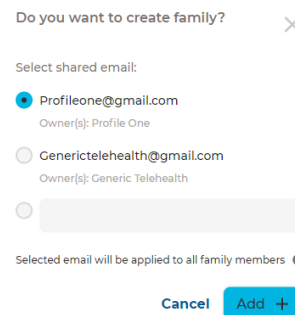 Do you want to create family?
Select shared email:
Profileone@gmail.com
Owner(s): Profile One
Generictelehealth@gmail.com
Owner(s): Generic Telehealth
Selected email will be applied to all family members
Cancel
Add +